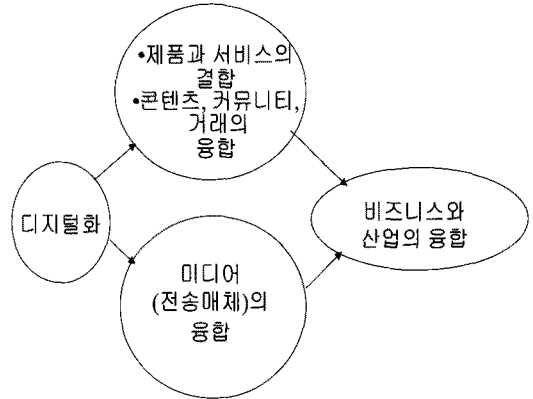 •제품과 서비스의
결합
•콘텐츠, 커뮤니티,
거래의
융합
디지털화
비즈니스와
산업의 융합
미디어
(전송매체)의
융합